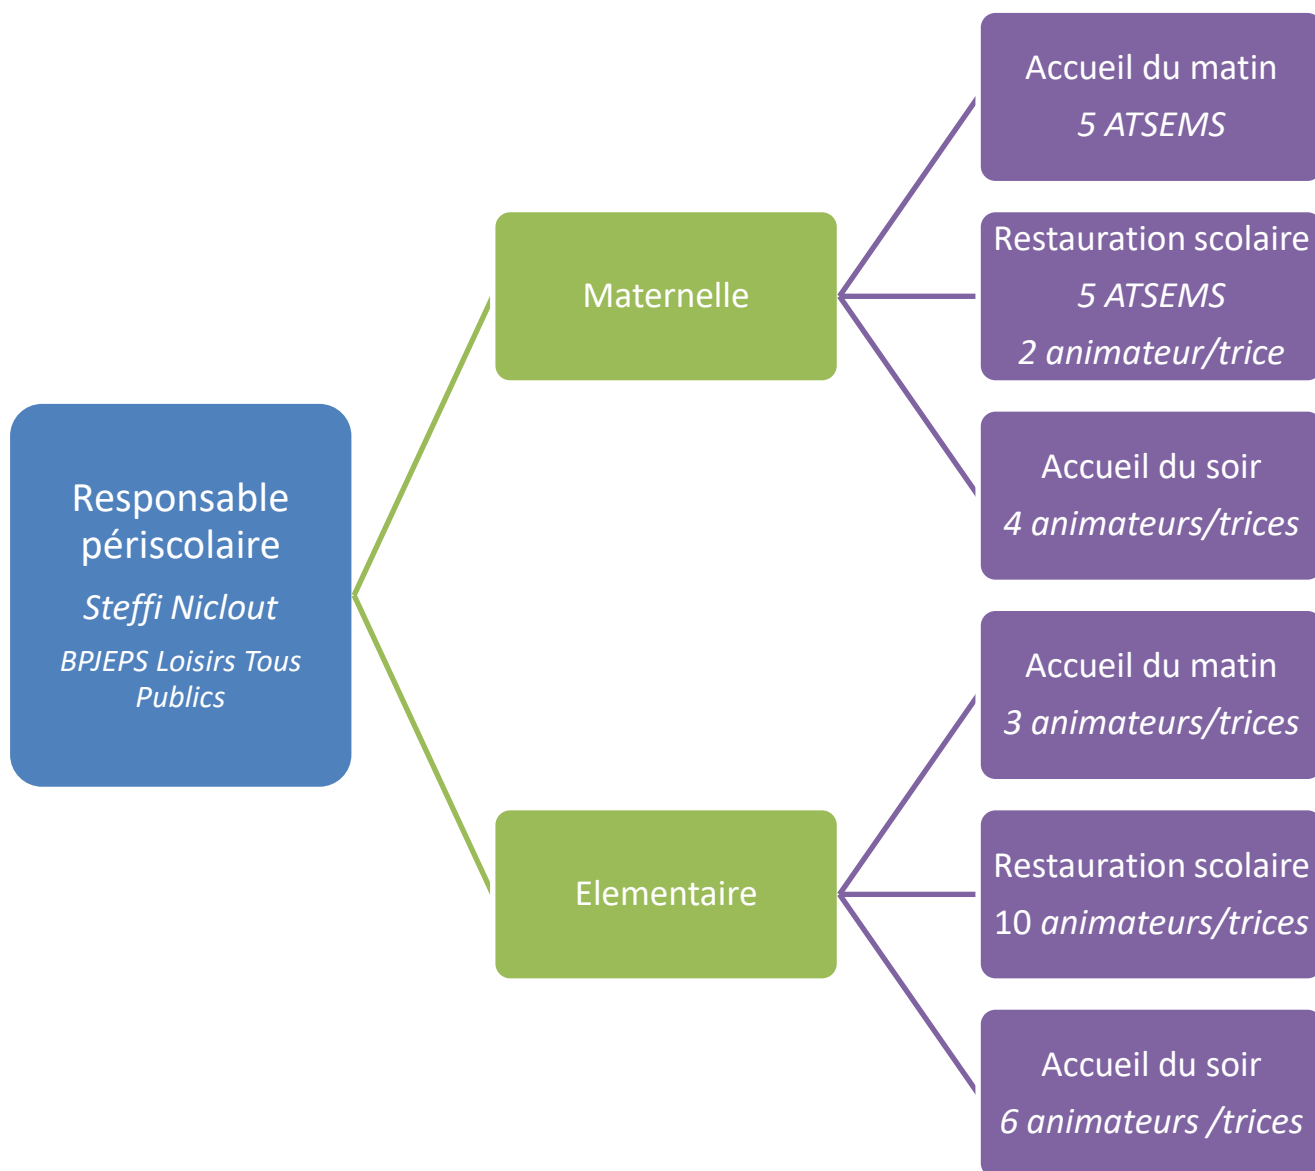 Responsable
périscolaire
Steffi Niclout
BPJEPS Loisirs Tous
Publics
Maternelle
Accueil du matin
5 ATSEMS
Restauration scolaire
5 ATSEMS
2 animateur/trice
Accueil du soir
4 animateurs/trices
Elementaire
Accueil du matin
3 animateurs/trices
Restauration scolaire
10 animateurs/trices
Accueil du soir
6 animateurs /trices